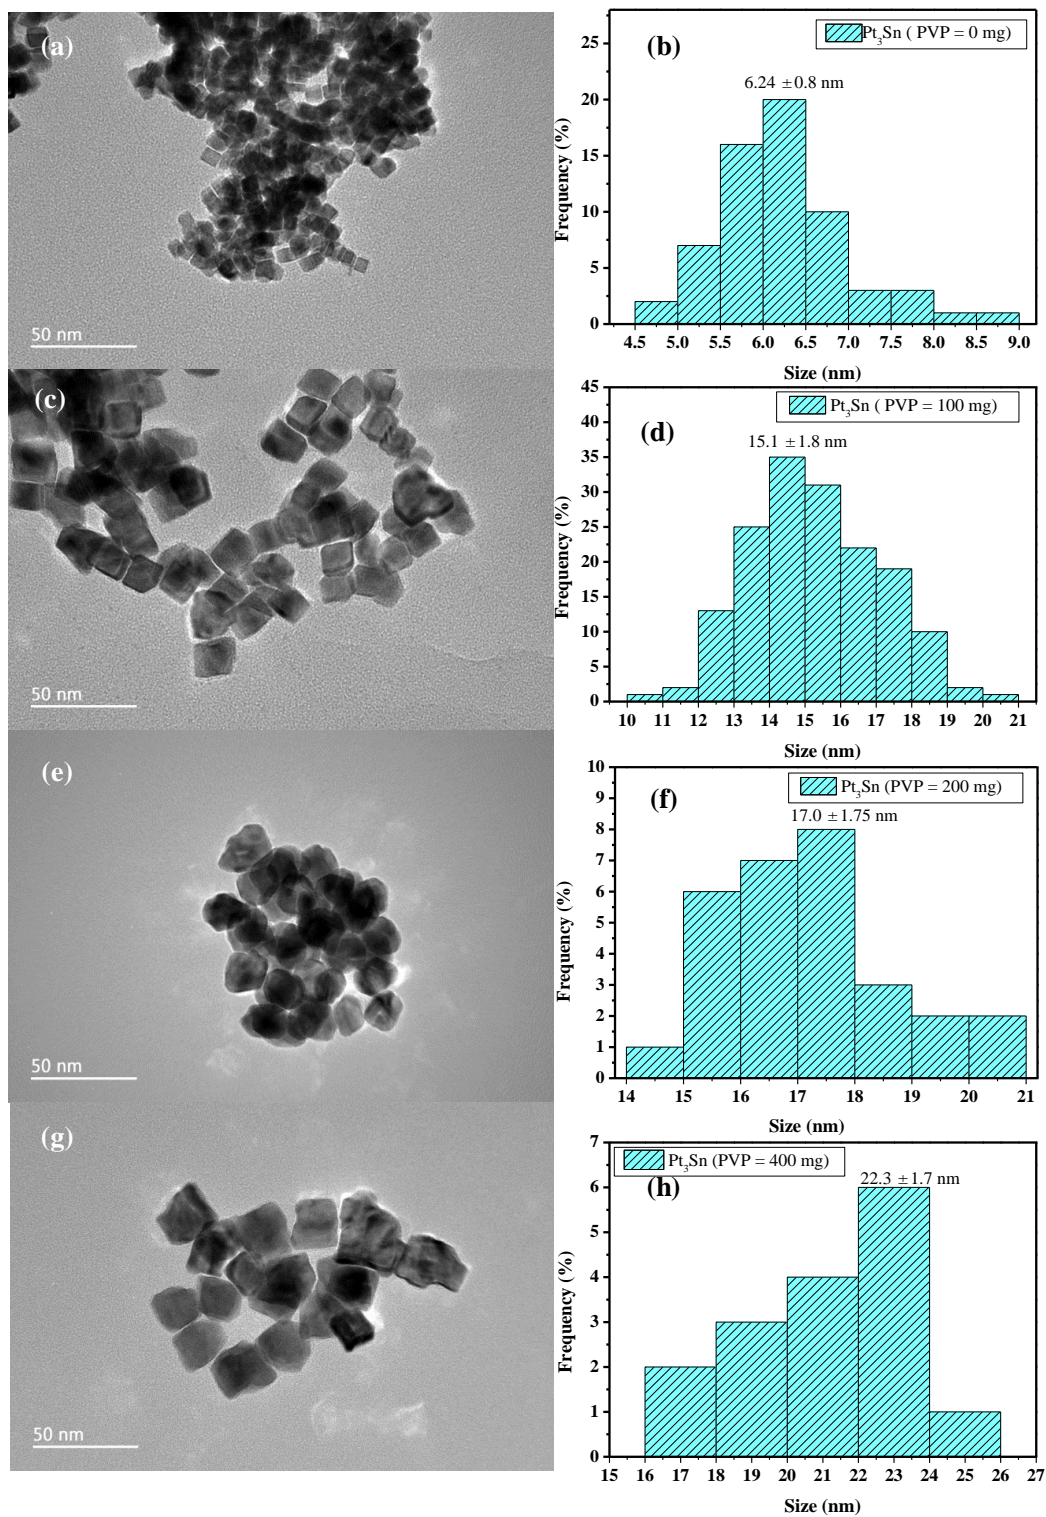 (a)
50 nm
(b)
Pt₃Sn ( PVP = 0 mg)
6.24 ±0.8 nm
Frequency (%)
25
20
15
10
5
0
4.5 5.0 5.5 6.0 6.5 7.0 7.5 8.0 8.5 9.0
Size (nm)
(c)
50 nm
(d)
Pt₃Sn ( PVP = 100 mg)
15.1 ±1.8 nm
Frequency (%)
45
40
35
30
25
20
15
10
5
0
10 11 12 13 14 15 16 17 18 19 20 21
Size (nm)
(e)
50 nm
(f)
Pt₃Sn (PVP = 200 mg)
17.0 ±1.75 nm
Frequency (%)
10
9
8
7
6
5
4
3
2
1
0
14 15 16 17 18 19 20 21
Size (nm)
(g)
50 nm
(h)
Pt₃Sn (PVP = 400 mg)
22.3 ±1.7 nm
Frequency (%)
7
6
5
4
3
2
1
0
15 16 17 18 19 20 21 22 23 24 25 26 27
Size (nm)